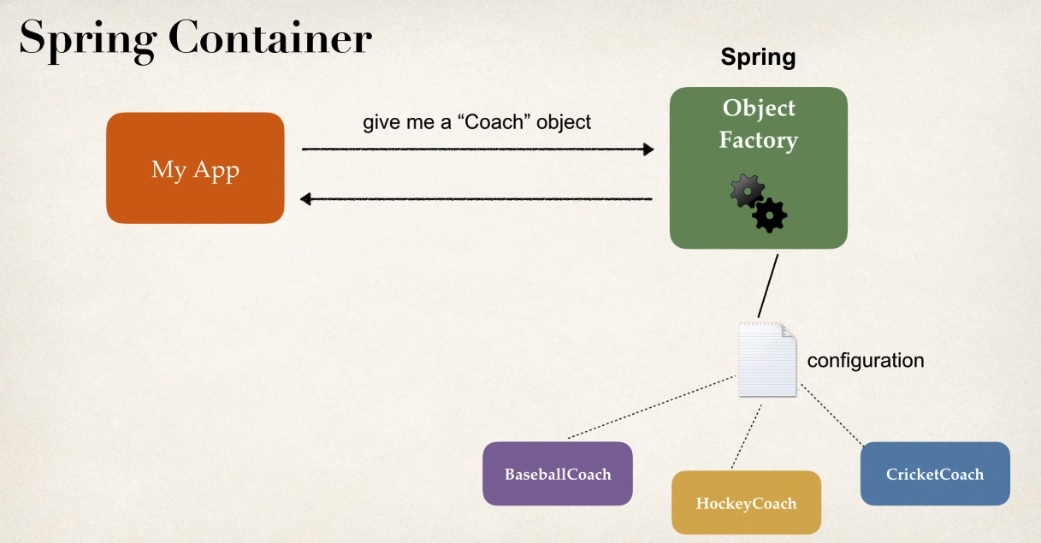 Spring Container
Spring
Object
Factory
give me a “Coach” object
My App
configuration
BaseballCoach
HockeyCoach
CricketCoach